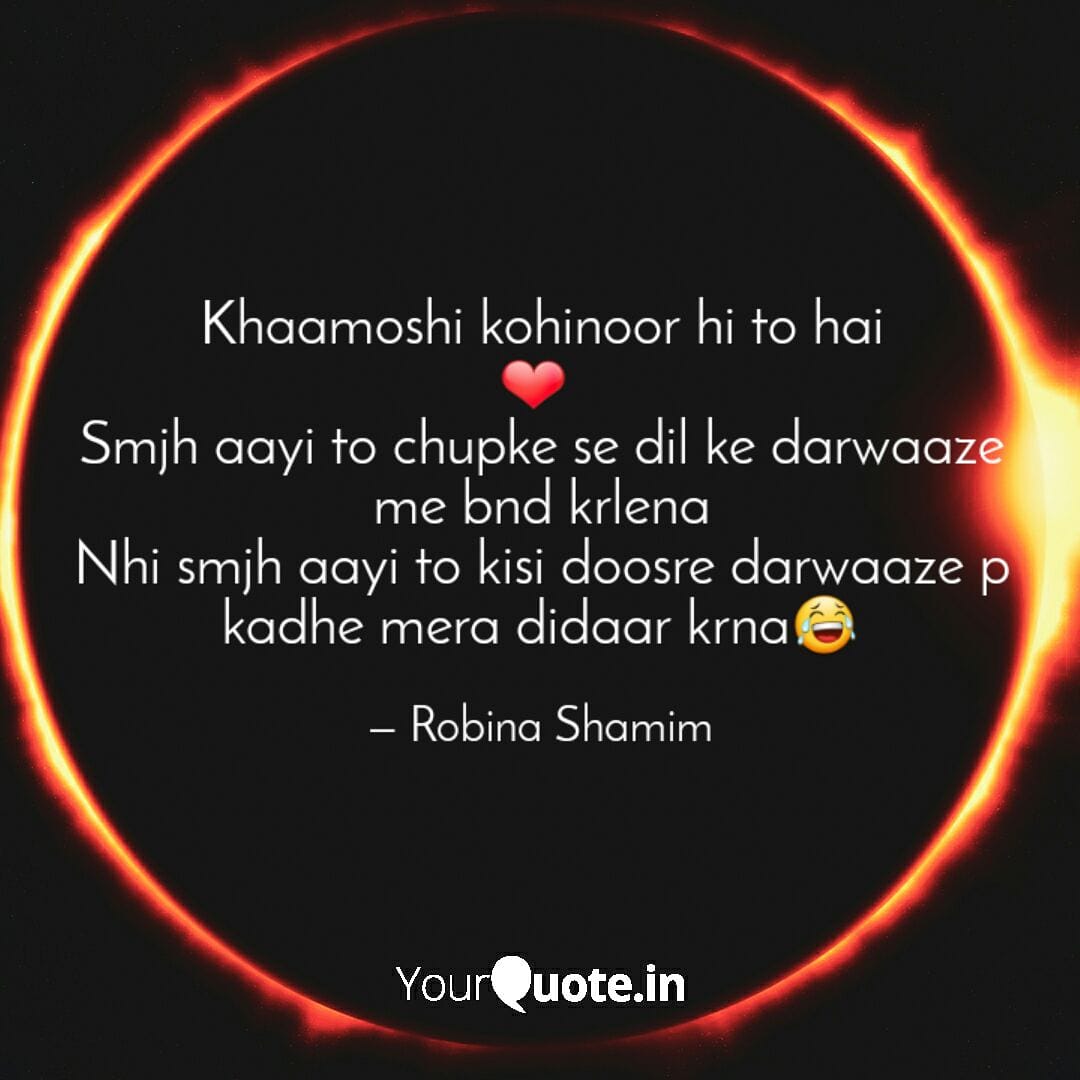 Khaamoshi kohinoor hi to hai
❤
Smjh aayi to chupke se dil ke darwaaze
me bnd krlena
Nhi smjh aayi to kisi doosre darwaaze p
kadhe mera didaar krna😂
– Robina Shamim
YourQuote.in